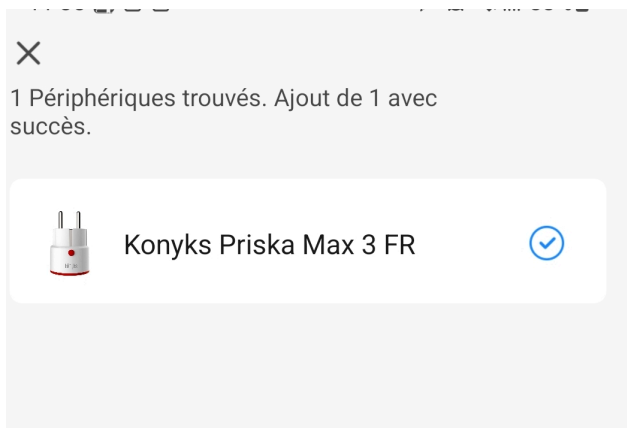 1 Périphériques trouvés. Ajout de 1 avec
succès.
Konyks Priska Max 3 FR